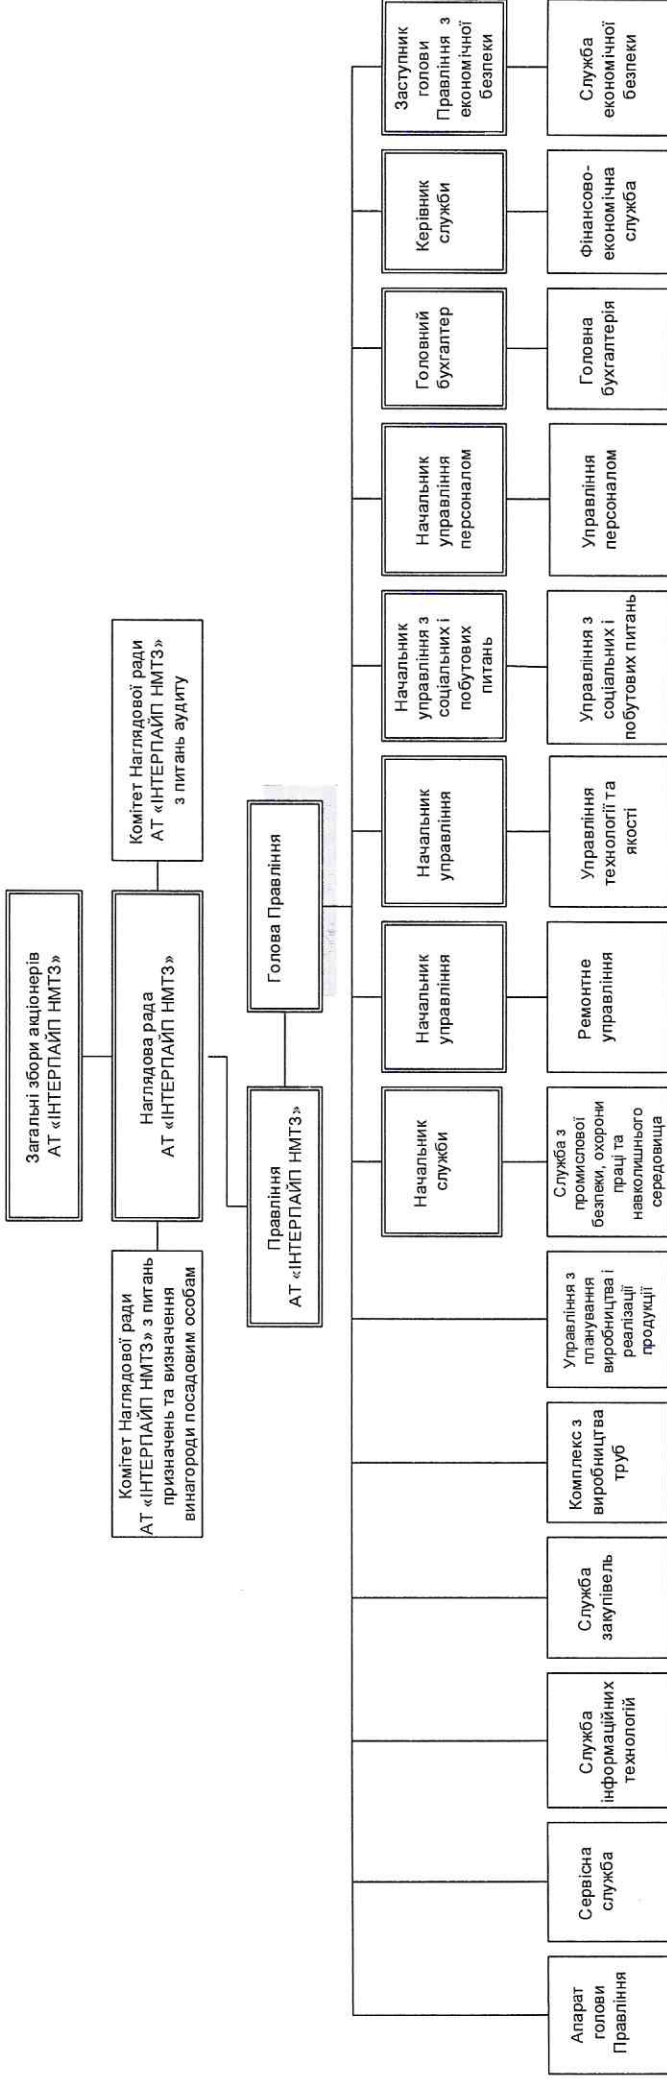 Загальні збори акціонерів
АТ «ІНТЕРПАЙП НМТЗ»
Комітет Наглядової ради
АТ «ІНТЕРПАЙП НМТЗ» з питань
призначень та визначення
винагороди посадовим особам
Наглядова рада
АТ «ІНТЕРПАЙП НМТЗ»
Комітет Наглядової ради
АТ «ІНТЕРПАЙП НМТЗ»
з питань аудиту
Правління
АТ «ІНТЕРПАЙП НМТЗ»
Голова Правління
Начальник
служби
Начальник
управління
Начальник
управління
Начальник
управління з
соціальних і
побутових
питань
Начальник
управління
персоналом
Головний
бухгалтер
Керівник
служби
Заступник
голови
Правління з
економічної
безпеки
Апарат
голови
Правління
Сервісна
служба
Служба
інформаційних
технологій
Служба
закупівель
Комплекс з
виробництва
труб
Управління з
планування
виробництва і
реалізації
продукції
Служба з
промислової
безпеки, охорони
праці та
навколишнього
середовища
Ремонтне
управління
Управління
технології та
якості
Управління з
соціальних і
побутових питань
Управління
персоналом
Головна
бухгалтерія
Фінансово-
економічна
служба
Служба
економічної
безпеки